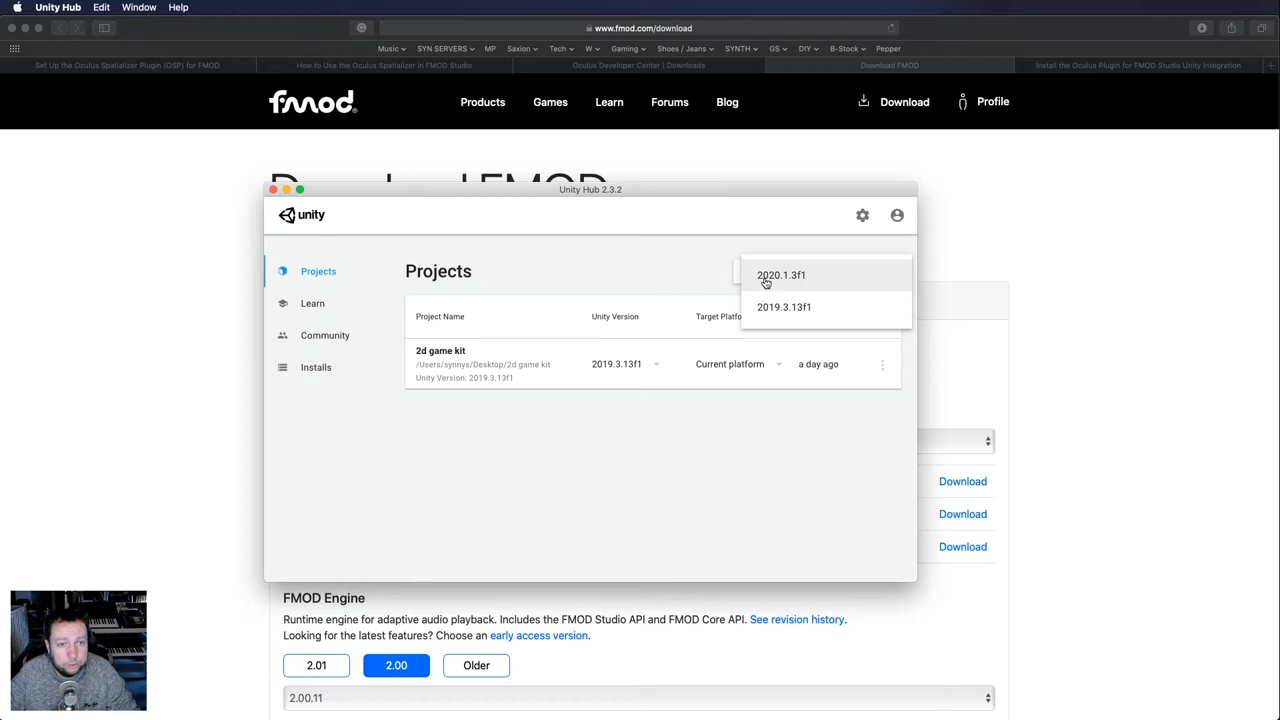 Unity Hub Edit Window Help
www.fmod.com/download
Music SYN SERVERS MP Saxion Tech W Gaming Shoes / Jeans SYNTH GS DIY B-Stock Pepper
Set Up the Oculus Spatializer Plugin (OSP) for FMOD How to Use the Oculus Spatializer in FMOD Studio Oculus Developer Center | Downloads Download FMOD Install the Oculus Plugin for FMOD Studio Unity Integration
fmod Products Games Learn Forums Blog Download Profile
Download FMOD
Unity Hub 2.3.2
unity
Projects
Learn
Community
Installs
Projects
2020.1.3f1
2019.3.13f1
Project Name Unity Version Target Platfo
2d game kit
/Users/synnys/Desktop/2d game kit 2019.3.13f1 Current platform a day ago
Unity Version: 2019.3.13f1
Download
Download
Download
FMOD Engine
Runtime engine for adaptive audio playback. Includes the FMOD Studio API and FMOD Core API. See revision history.
Looking for the latest features? Choose an early access version.
2.01 2.00 Older
2.00.11